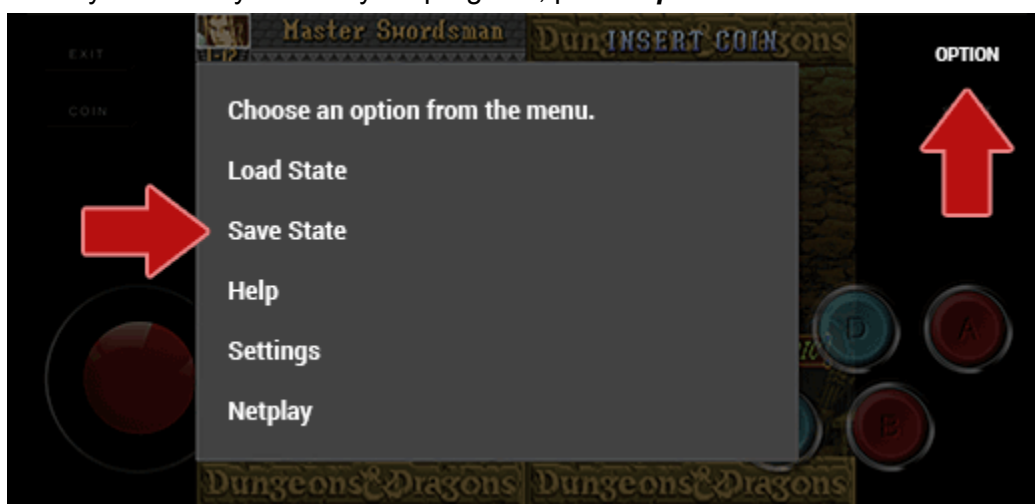 Master Swordsman
INSERT COIN
EXIT
OPTION
COIN
Choose an option from the menu.
Load State
Save State
Help
Settings
Netplay
D
A
B
Dungeons&Dragons Dungeons&Dragons